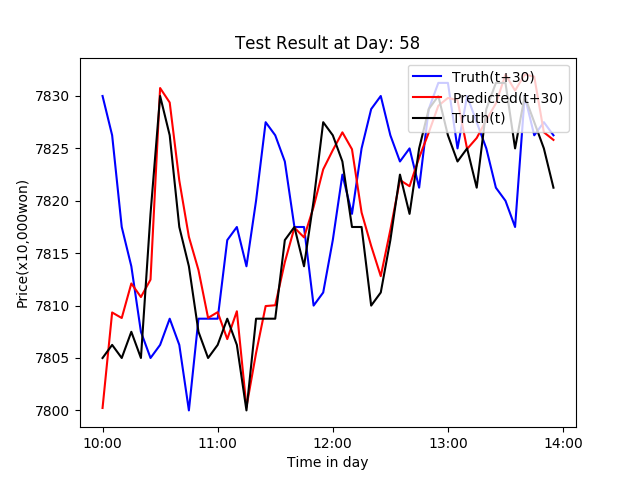 Test Result at Day: 58
Truth(t+30)
Predicted(t+30)
Truth(t)
Price(x10,000won)
7830
7825
7820
7815
7810
7805
7800
10:00 11:00 12:00 13:00 14:00
Time in day